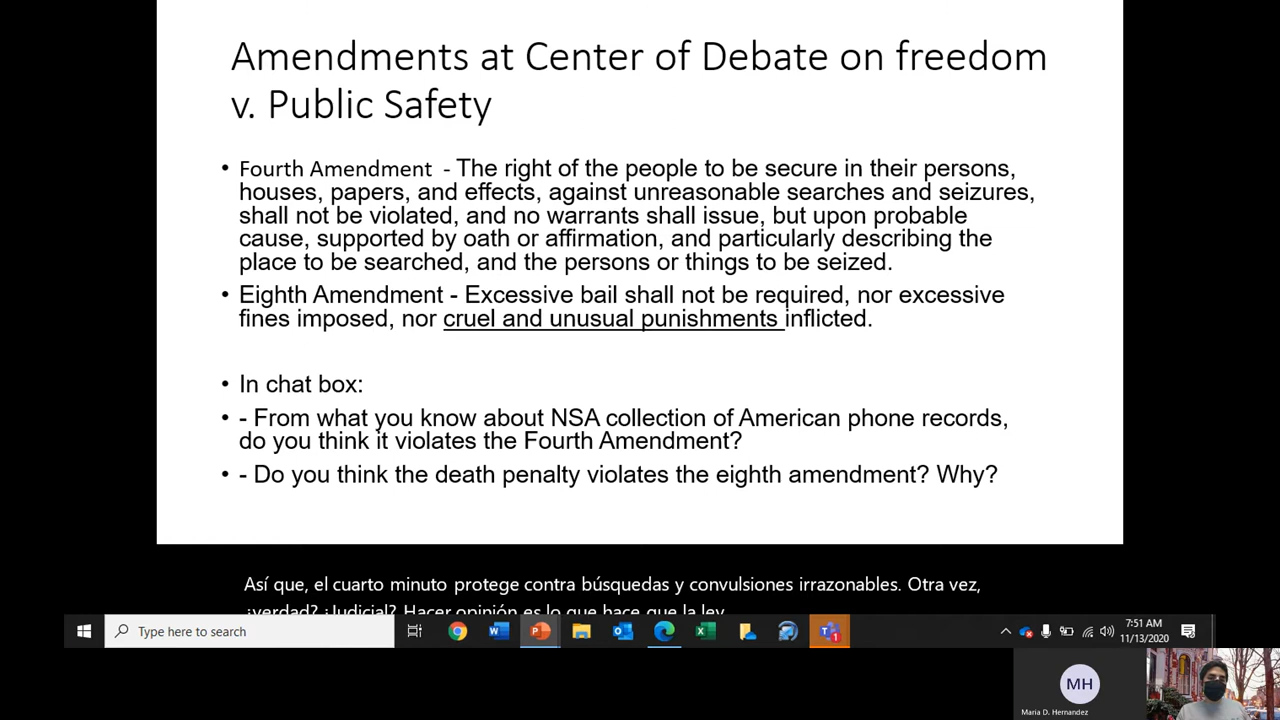 Amendments at Center of Debate on freedom
v. Public Safety
• Fourth Amendment - The right of the people to be secure in their persons,
houses, papers, and effects, against unreasonable searches and seizures,
shall not be violated, and no warrants shall issue, but upon probable
cause, supported by oath or affirmation, and particularly describing the
place to be searched, and the persons or things to be seized.
• Eighth Amendment - Excessive bail shall not be required, nor excessive
fines imposed, nor cruel and unusual punishments inflicted.
• In chat box:
• - From what you know about NSA collection of American phone records,
do you think it violates the Fourth Amendment?
• - Do you think the death penalty violates the eighth amendment? Why?
Así que, el cuarto minuto protege contra búsquedas y convulsiones irrazonables. Otra vez,
¿verdad? ¿Judicial? Hacer opinión es lo que hace que la ley
Type here to search
7:51 AM
11/13/2020
MH
Maria D. Hernandez